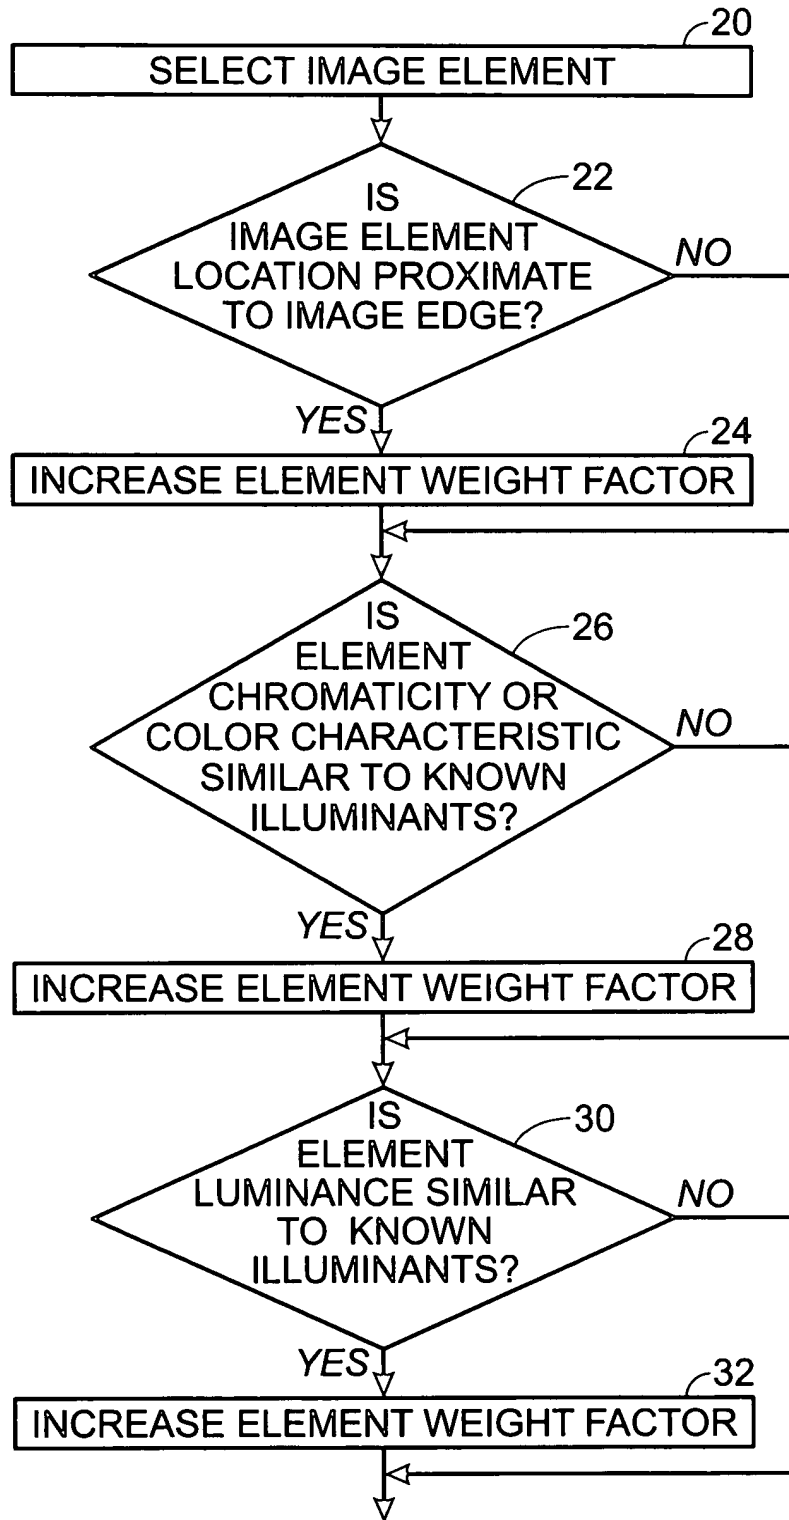 20
SELECT IMAGE ELEMENT
22
IS
IMAGE ELEMENT
LOCATION PROXIMATE
TO IMAGE EDGE?
NO
YES
24
INCREASE ELEMENT WEIGHT FACTOR
26
IS
ELEMENT
CHROMATICITY OR
COLOR CHARACTERISTIC
SIMILAR TO KNOWN
ILLUMINANTS?
NO
YES
28
INCREASE ELEMENT WEIGHT FACTOR
30
IS
ELEMENT
LUMINANCE SIMILAR
TO KNOWN
ILLUMINANTS?
NO
YES
32
INCREASE ELEMENT WEIGHT FACTOR